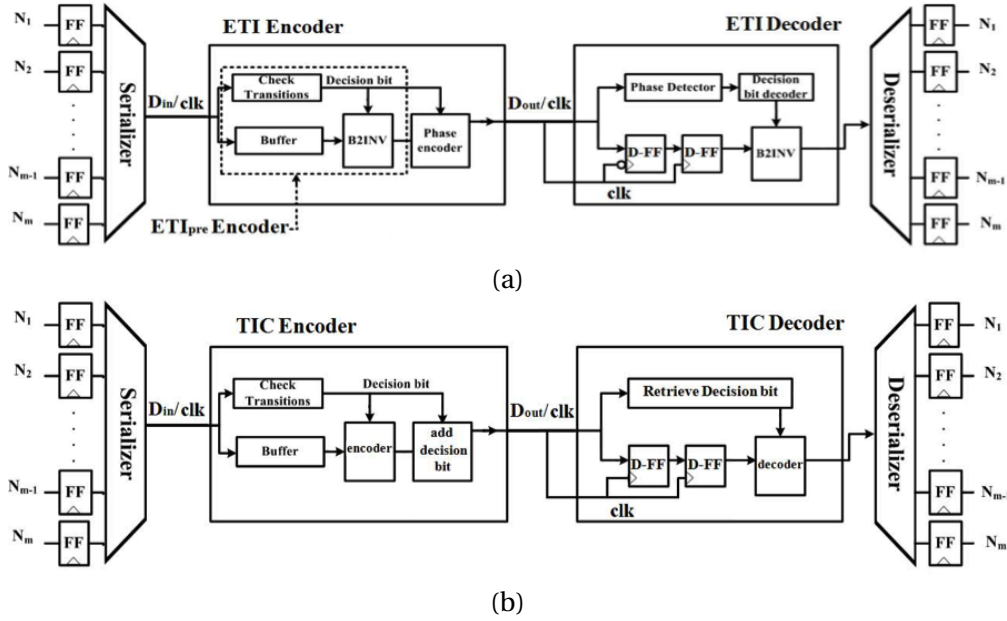 ETI Encoder
ETI Decoder
N1
FF
N2
FF
Nm-1
FF
Nm
FF
Serializer
Din/clk
Check Transitions
Decision bit
Buffer
B2INV
Phase encoder
ETIpre Encoder
Dout/clk
Phase Detector
Decision bit decoder
D-FF
D-FF
B2INV
clk
Deserializer
FF
N1
FF
N2
FF
Nm-1
FF
Nm
(a)
TIC Encoder
TIC Decoder
N1
FF
N2
FF
Nm-1
FF
Nm
FF
Serializer
Din/clk
Check Transitions
Decision bit
Buffer
encoder
add decision bit
Dout/clk
Retrieve Decision bit
D-FF
D-FF
decoder
clk
Deserializer
FF
N1
FF
N2
FF
Nm-
FF
Nm
(b)